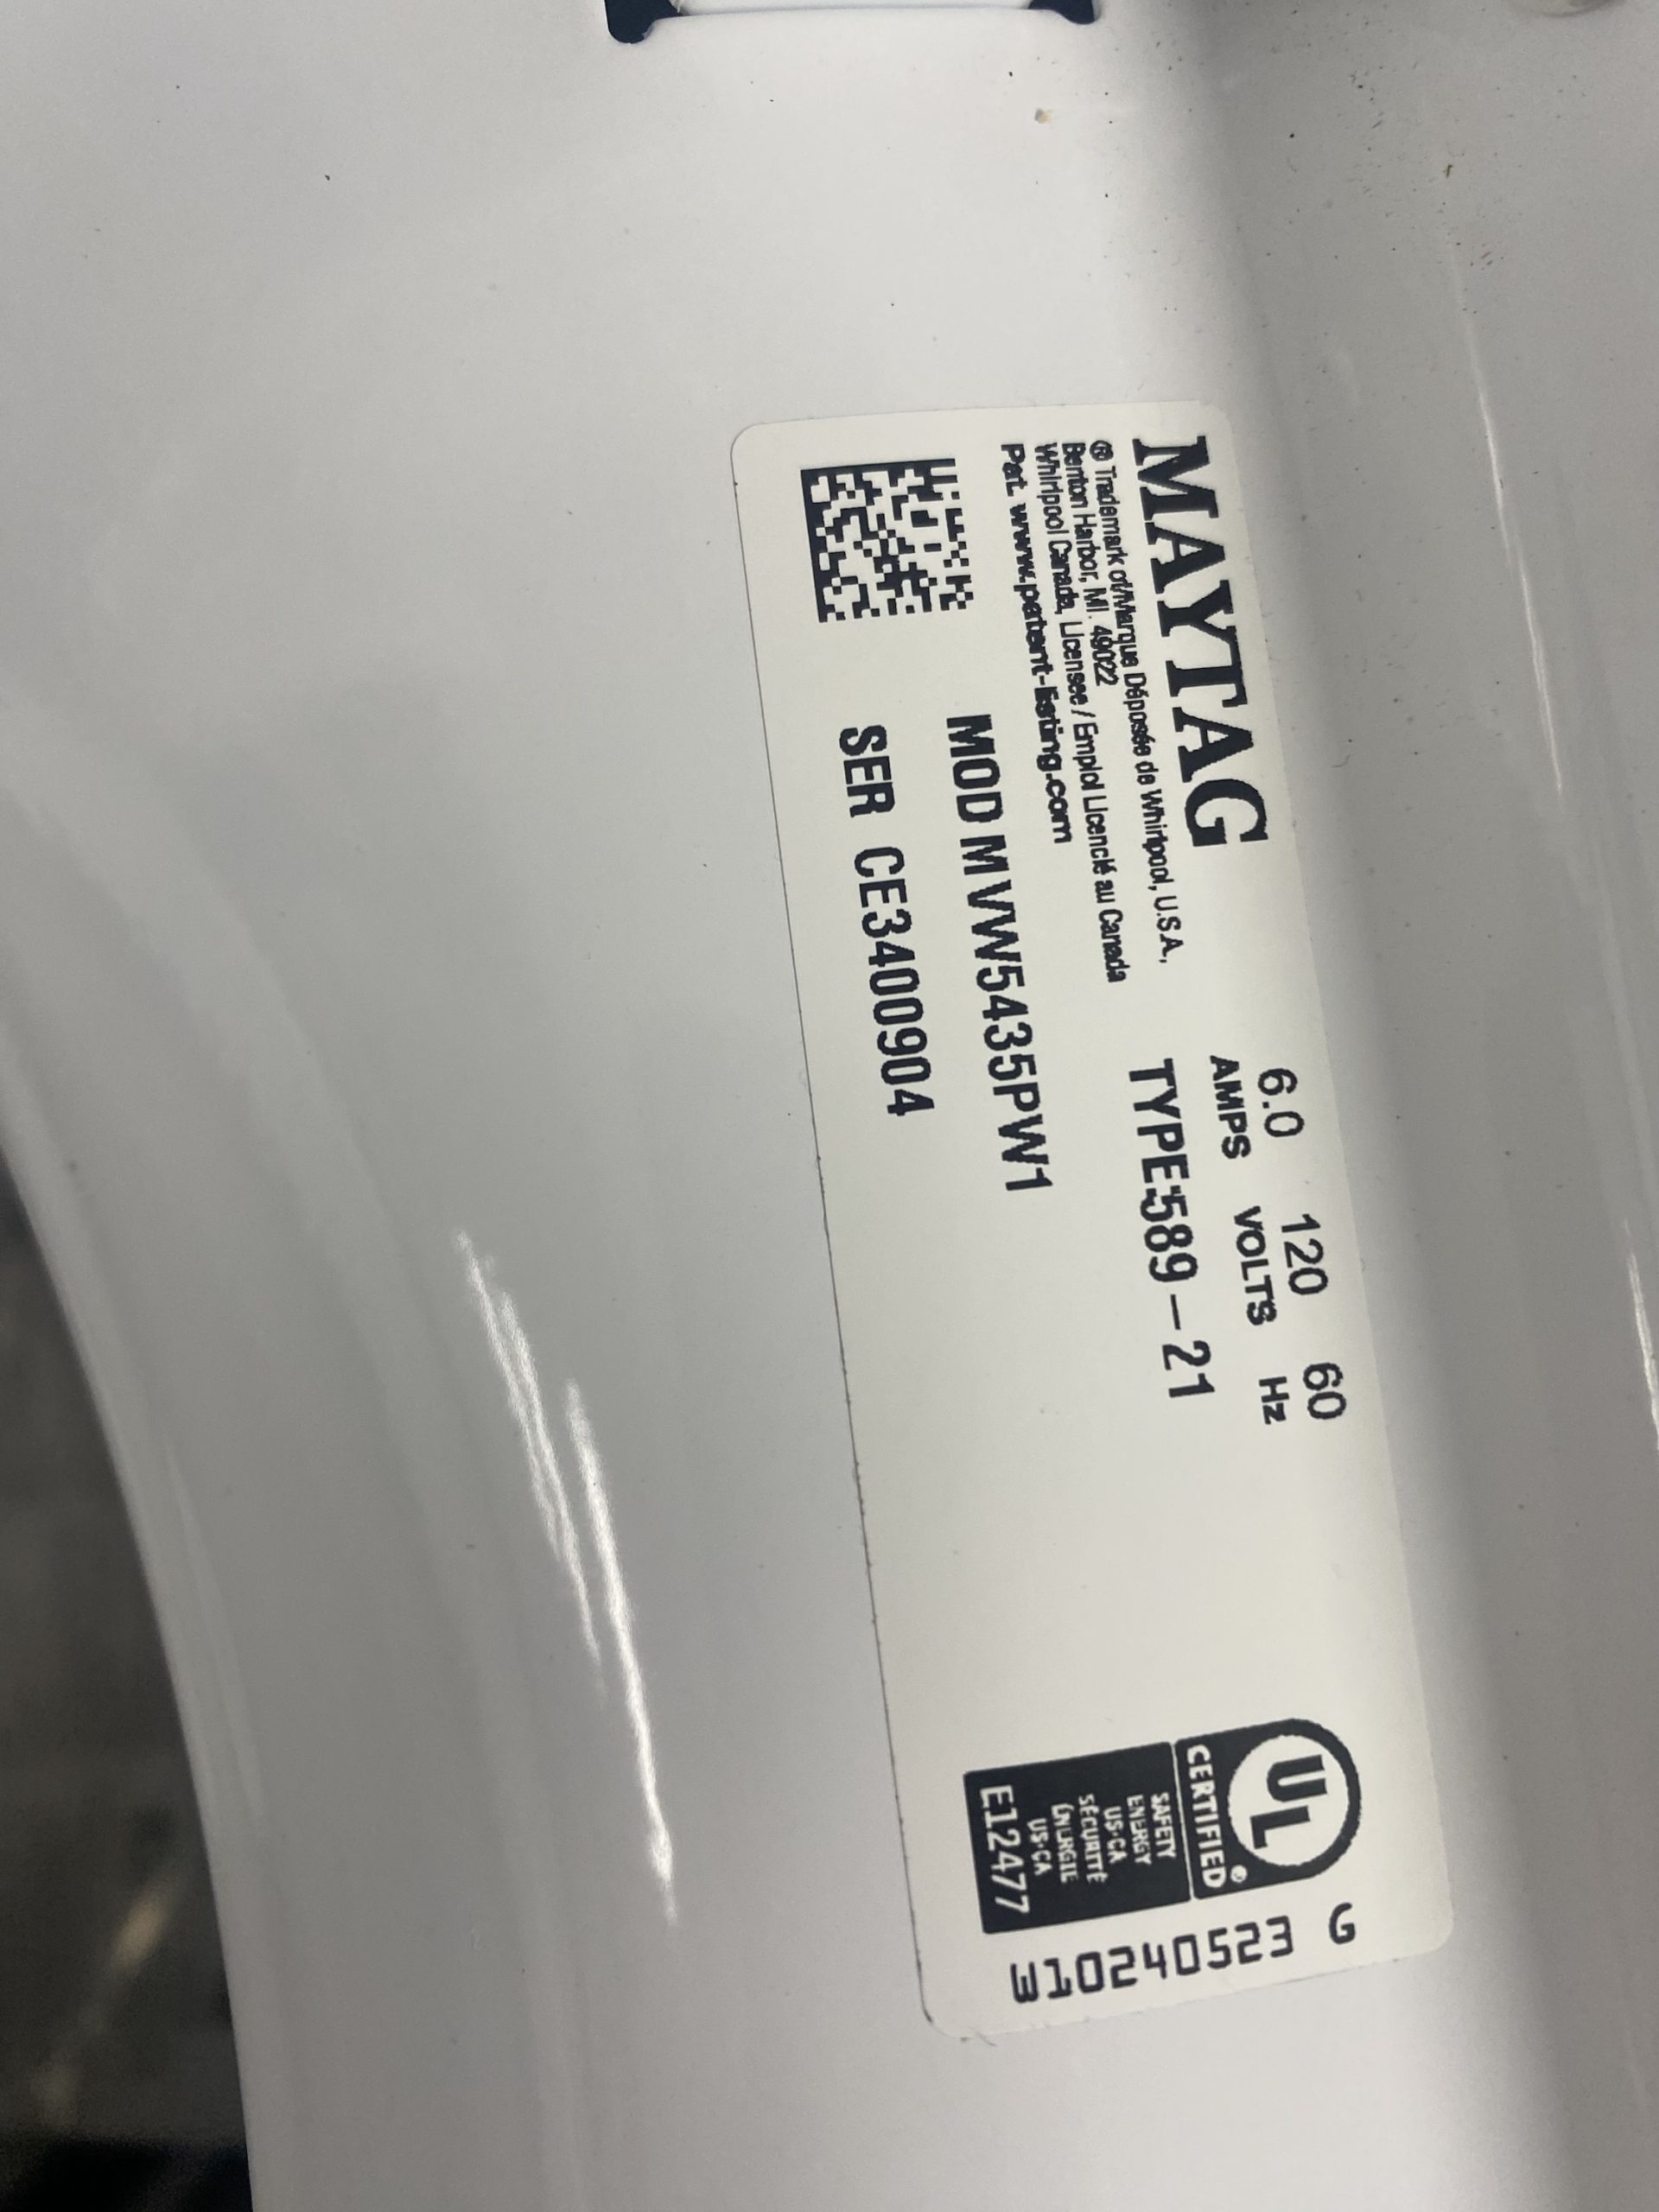 MAYTAG
® Trademark of/Marque Déposée de Whirlpool, U.S.A.,
Benton Harbor, MI. 49022
Whirlpool Canada, Licensee / Emploi Licencié au Canada
Pat. www.patent-listing.com
6.0 120 60
AMPS VOLTS Hz
TYPE:589-21
MOD MVW5435PW1
SER CE3400904
UL
CERTIFIED®
SAFETY
ENERGY
US-CA
SÉCURITÉ
ÉNERGIE
US-CA
E12477
W10240523 G